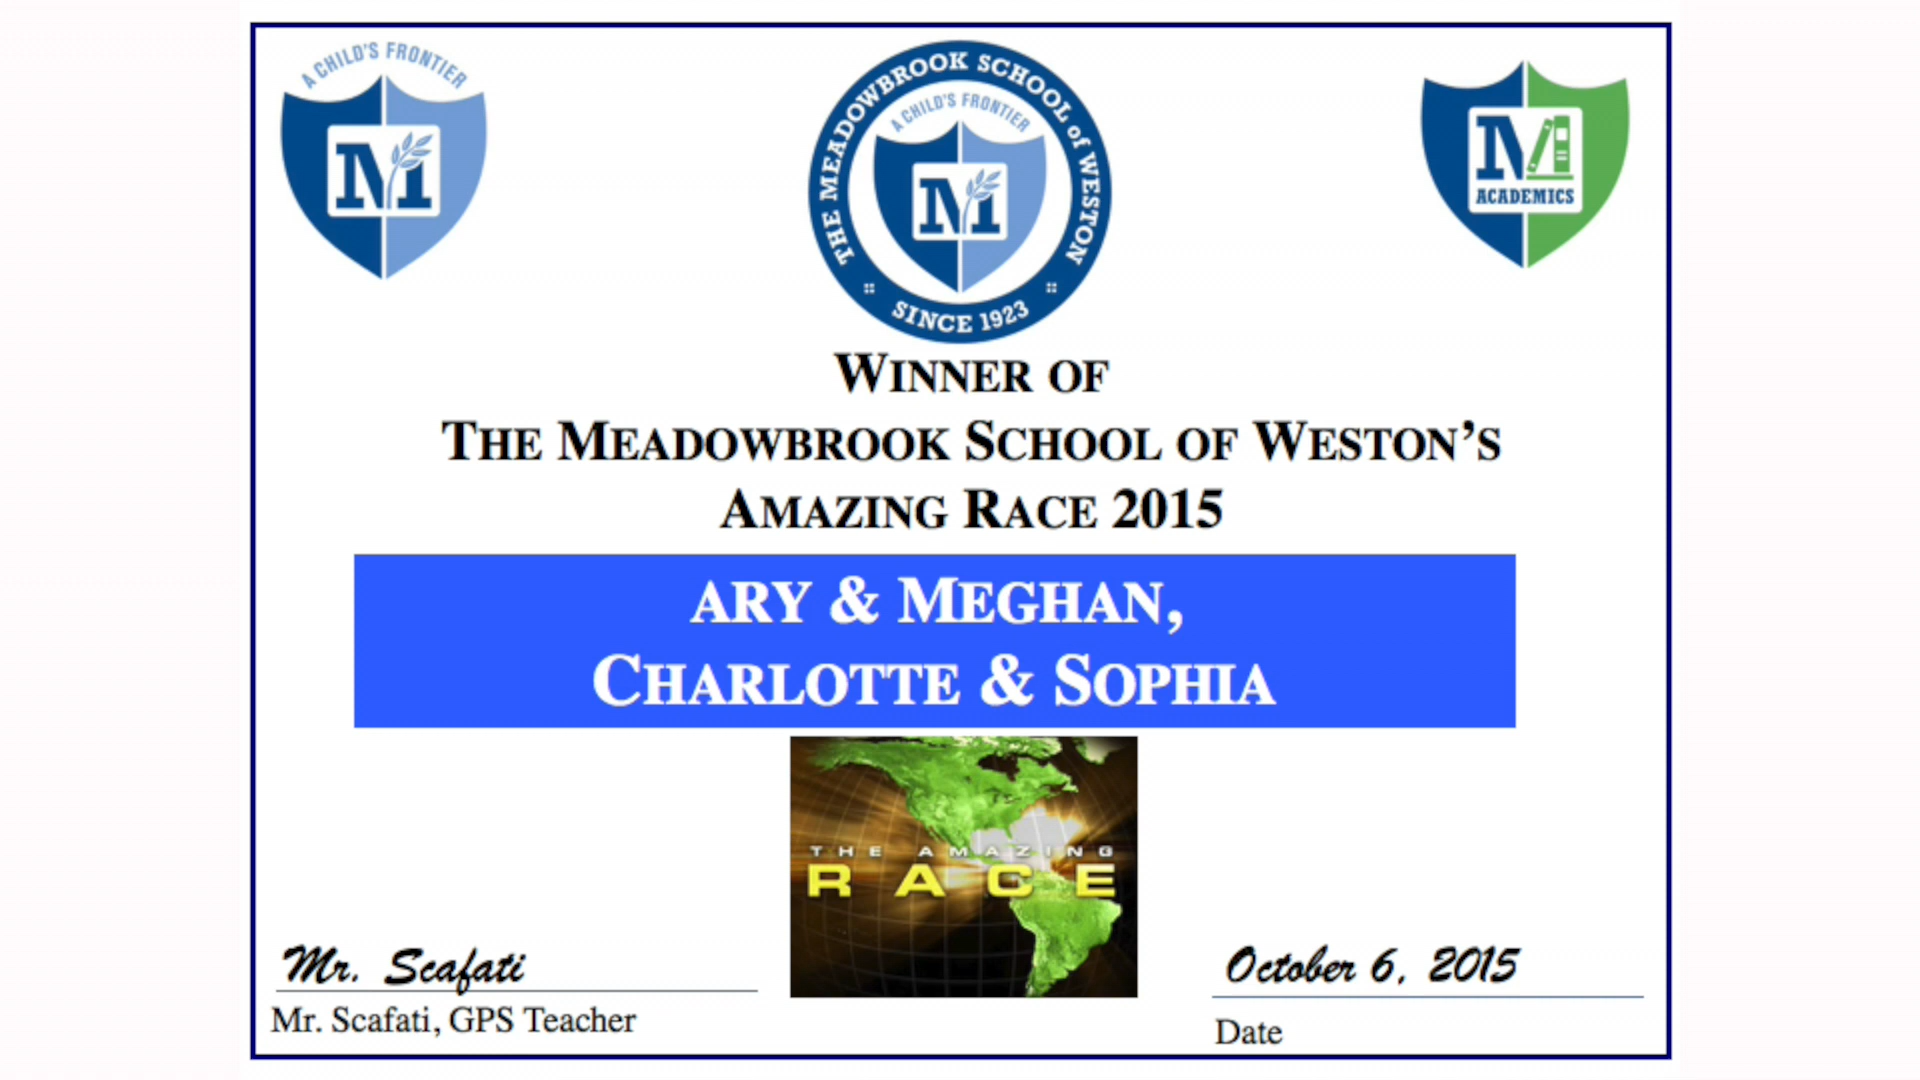 A CHILD'S FRONTIER
M
THE MEADOWBROOK SCHOOL of WESTON
A CHILD'S FRONTIER
M
SINCE 1923
M
ACADEMICS
WINNER OF
THE MEADOWBROOK SCHOOL OF WESTON'S
AMAZING RACE 2015
ARY & MEGHAN,
CHARLOTTE & SOPHIA
THE AMAZING
RACE
Mr. Scafati
Mr. Scafati, GPS Teacher
October 6, 2015
Date